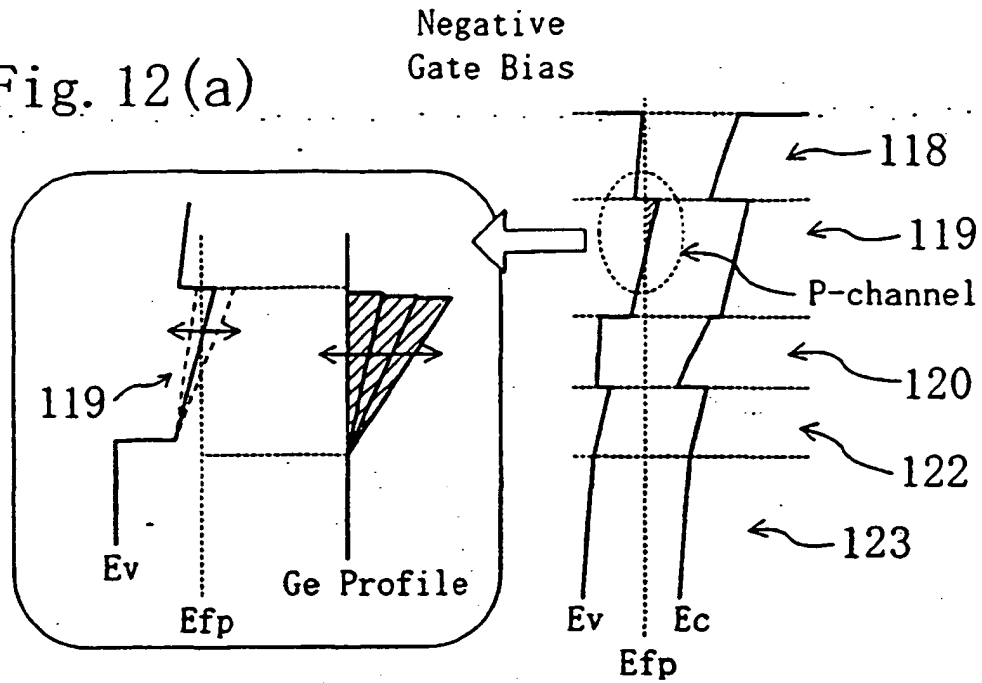 Negative
Gate Bias
Fig. 12(a)
118
119
P-channel
120
122
123
119
Ev
Efp
Ge Profile
Ev
Ec
Efp